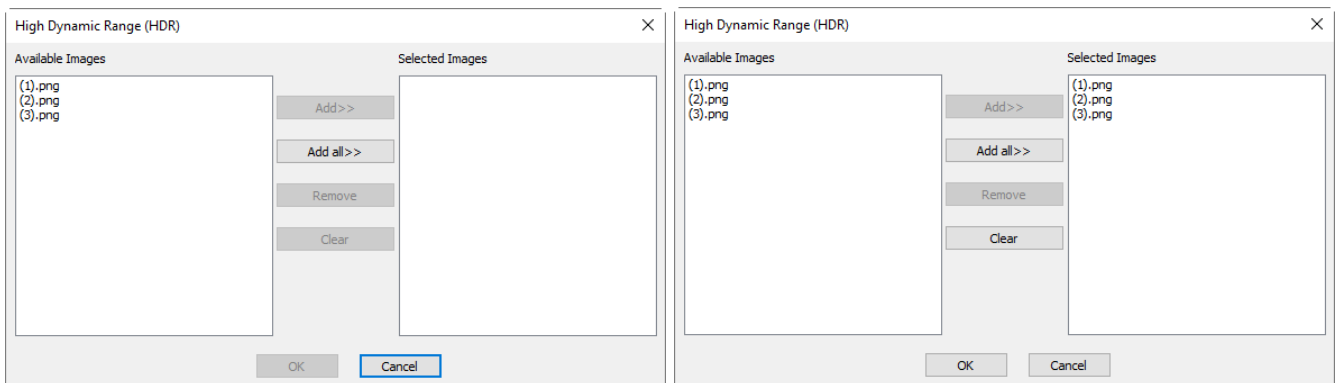 High Dynamic Range (HDR)
Available Images
Selected Images
(1).png
(2).png
(3).png
Add>>
Add all>>
Remove
Clear
OK
Cancel
High Dynamic Range (HDR)
Available Images
Selected Images
(1).png
(2).png
(3).png
Add>>
Add all>>
Remove
Clear
(1).png
(2).png
(3).png
OK
Cancel